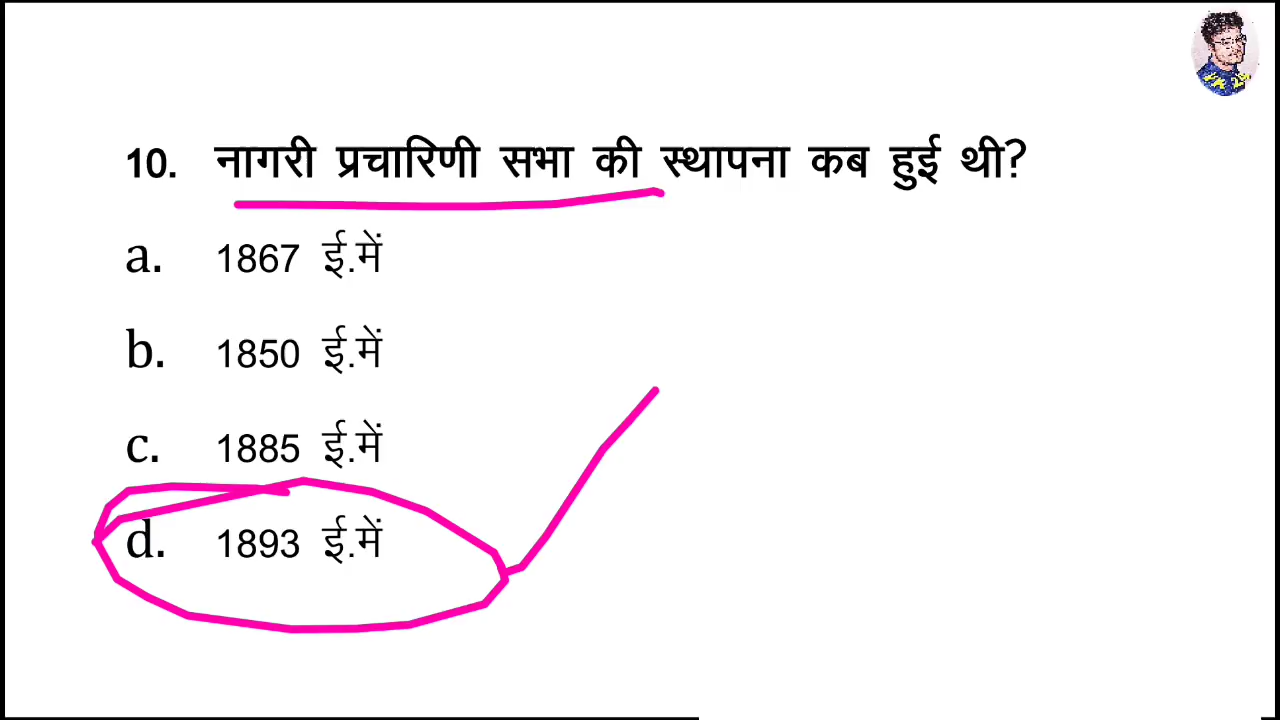 10. नागरी प्रचारिणी सभा की स्थापना कब हुई थी?
a. 1867 ई.में
b. 1850 ई.में
c. 1885 ई.में
d. 1893 ई.में